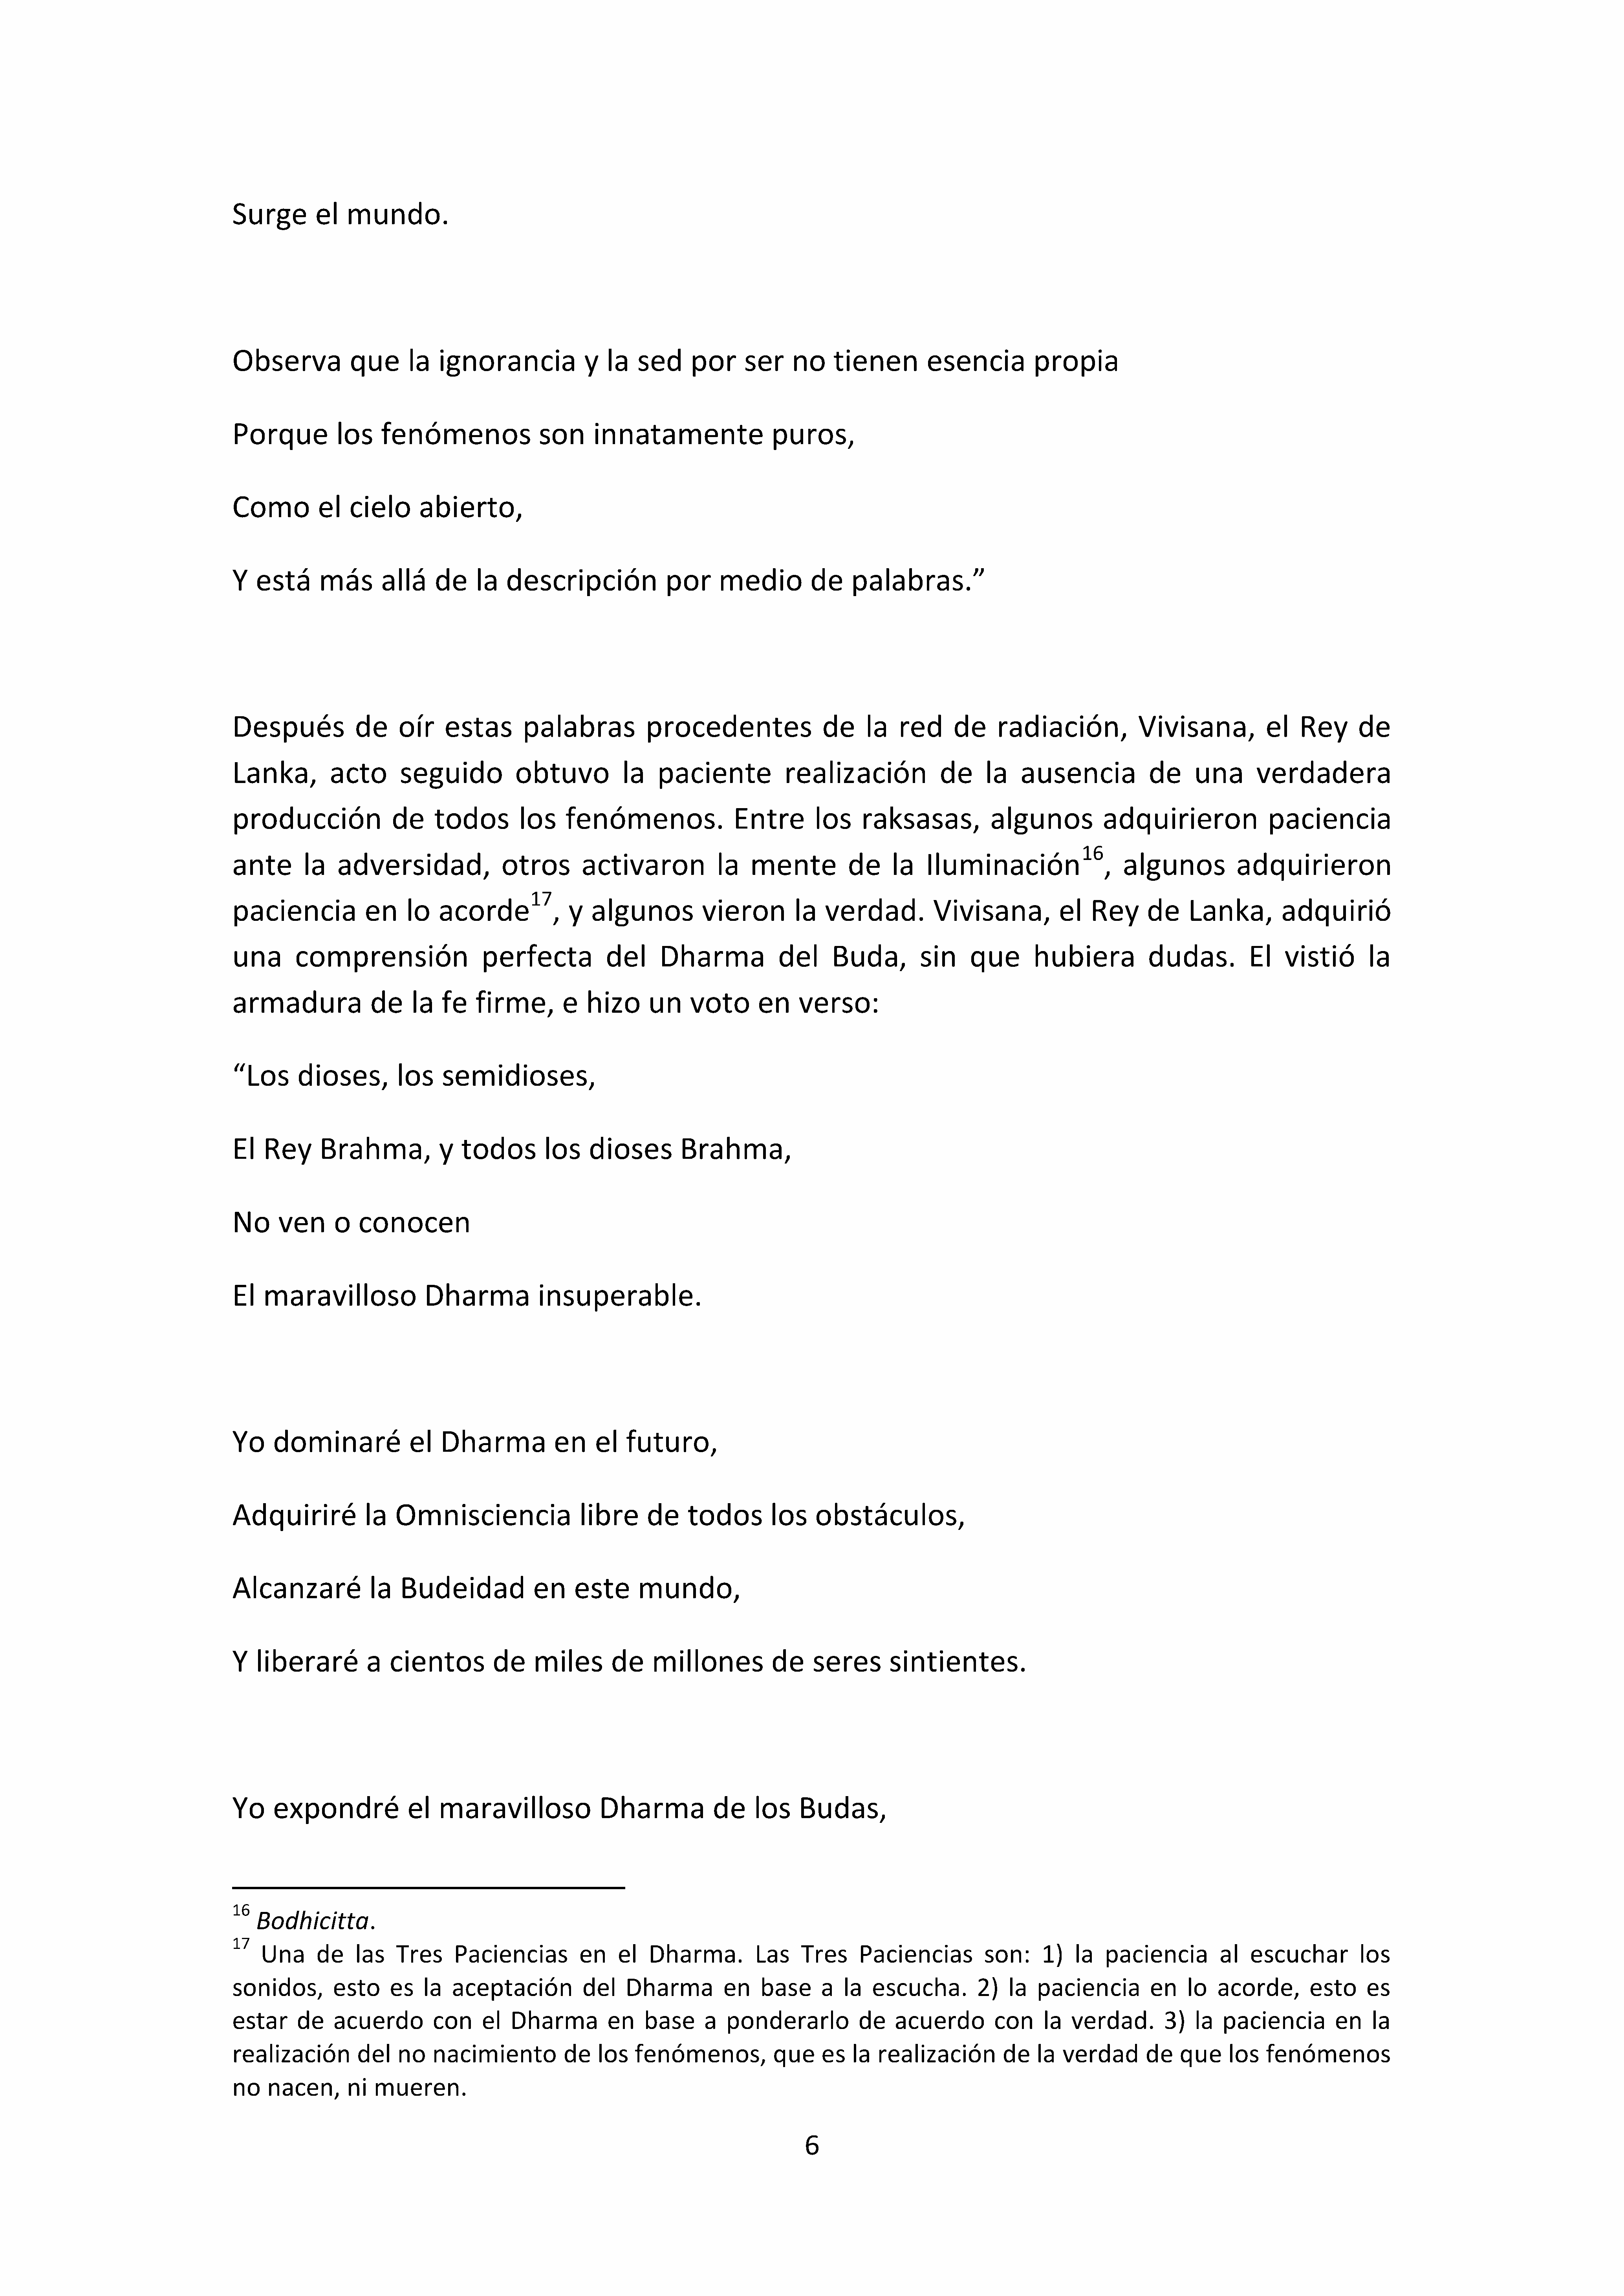 Surge el mundo.
Observa que la ignorancia y la sed por ser no tienen esencia propia
Porque los fenómenos son innatamente puros,
Como el cielo abierto,
Y está más allá de la descripción por medio de palabras.”
Después de oír estas palabras procedentes de la red de radiación, Vivisana, el Rey de
Lanka, acto seguido obtuvo la paciente realización de la ausencia de una verdadera
producción de todos los fenómenos. Entre los raksasas, algunos adquirieron paciencia
ante la adversidad, otros activaron la mente de la Iluminación16, algunos adquirieron
paciencia en lo acorde17, y algunos vieron la verdad. Vivisana, el Rey de Lanka, adquirió
una comprensión perfecta del Dharma del Buda, sin que hubiera dudas. El vistió la
armadura de la fe firme, e hizo un voto en verso:
“Los dioses, los semidioses,
El Rey Brahma, y todos los dioses Brahma,
No ven o conocen
El maravilloso Dharma insuperable.
Yo dominaré el Dharma en el futuro,
Adquiriré la Omnisciencia libre de todos los obstáculos,
Alcanzaré la Budeidad en este mundo,
Y liberaré a cientos de miles de millones de seres sintientes.
Yo expondré el maravilloso Dharma de los Budas,
16 Bodhicitta.
17 Una de las Tres Paciencias en el Dharma. Las Tres Paciencias son: 1) la paciencia al escuchar los
sonidos, esto es la aceptación del Dharma en base a la escucha. 2) la paciencia en lo acorde, esto es
estar de acuerdo con el Dharma en base a ponderarlo de acuerdo con la verdad. 3) la paciencia en la
realización del no nacimiento de los fenómenos, que es la realización de la verdad de que los fenómenos
no nacen, ni mueren.
6